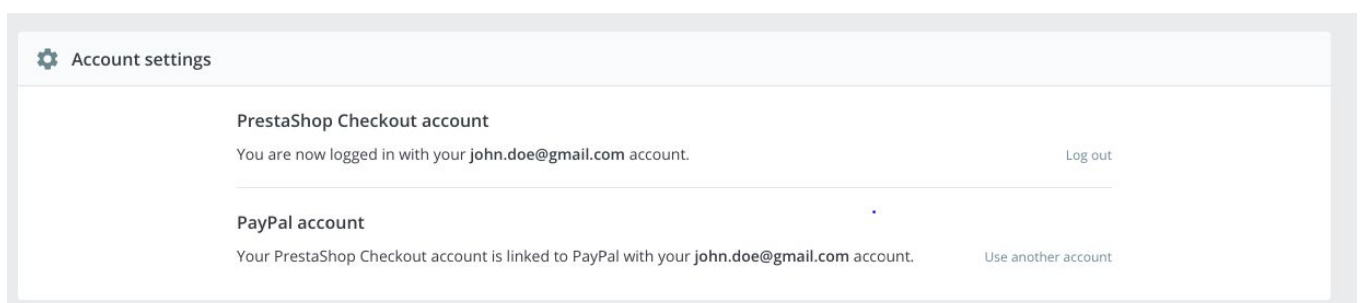 Account settings
PrestaShop Checkout account
You are now logged in with your john.doe@gmail.com account.
Log out
PayPal account
Your PrestaShop Checkout account is linked to PayPal with your john.doe@gmail.com account.
Use another account